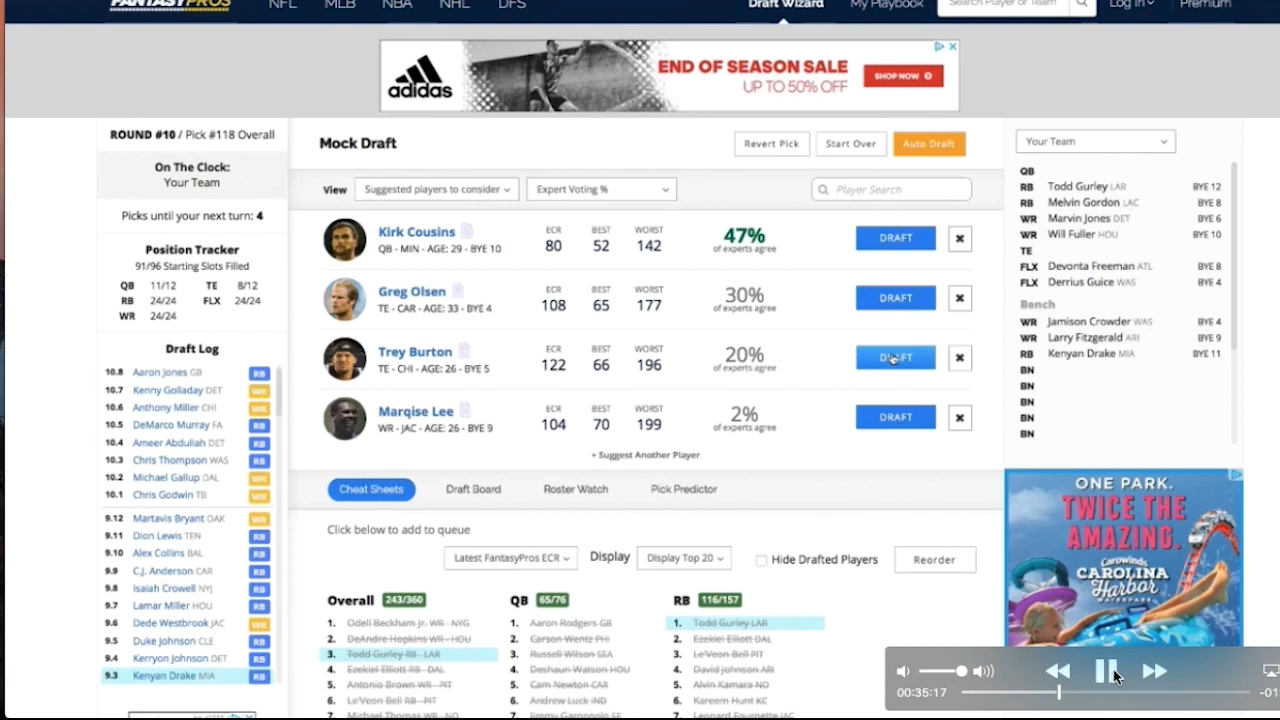 FANTASYPROS NFL MLB NBA NHL DFS Draft Wizard My Playbook Search Player or Team Log In Premium
adidas
END OF SEASON SALE
UP TO 50% OFF
SHOP NOW
ROUND #10 / Pick #118 Overall
On The Clock:
Your Team
Picks until your next turn: 4
Position Tracker
91/96 Starting Slots Filled
QB 11/12 TE 8/12
RB 24/24 FLX 24/24
WR 24/24
Draft Log
10.8 Aaron Jones GB RB
10.7 Kenny Golladay DET WR
10.6 Anthony Miller CHI WR
10.5 DeMarco Murray FA RB
10.4 Ameer Abdullah DET RB
10.3 Chris Thompson WAS RB
10.2 Michael Gallup DAL WR
10.1 Chris Godwin TB WR
9.12 Martavis Bryant OAK WR
9.11 Dion Lewis TEN RB
9.10 Alex Collins BAL RB
9.9 C.J. Anderson CAR RB
9.8 Isaiah Crowell NYJ RB
9.7 Lamar Miller HOU RB
9.6 Dede Westbrook JAC WR
9.5 Duke Johnson CLE RB
9.4 Kerryon Johnson DET RB
9.3 Kenyan Drake MIA RB
Mock Draft
Revert Pick Start Over Auto Draft
View Suggested players to consider Expert Voting % Player Search
Kirk Cousins ECR BEST WORST 47% DRAFT
QB - MIN - AGE: 29 - BYE 10 80 52 142 of experts agree
Greg Olsen ECR BEST WORST 30% DRAFT
TE - CAR - AGE: 33 - BYE 4 108 65 177 of experts agree
Trey Burton ECR BEST WORST 20% DRAFT
TE - CHI - AGE: 26 - BYE 5 122 66 196 of experts agree
Marqise Lee ECR BEST WORST 2% DRAFT
WR - JAC - AGE: 26 - BYE 9 104 70 199 of experts agree
+ Suggest Another Player
Cheat Sheets Draft Board Roster Watch Pick Predictor
Click below to add to queue
Latest FantasyPros ECR Display Display Top 20 Hide Drafted Players Reorder
Overall 243/360 QB 65/76 RB 116/157
1. Odell Beckham Jr. WR - NYG 1. Aaron Rodgers GB 1. Todd Gurley LAR
2. DeAndre Hopkins WR - HOU 2. Carson Wentz PHI 2. Ezekiel Elliott DAL
3. Todd Gurley RB - LAR 3. Russell Wilson SEA 3. Le'Veon Bell PIT
4. Ezekiel Elliott RB - DAL 4. Deshaun Watson HOU 4. David Johnson ARI
5. Antonio Brown WR - PIT 5. Cam Newton CAR 5. Alvin Kamara NO
6. Le'Veon Bell RB - PIT 6. Andrew Luck IND 6. Kareem Hunt KC
7. Michael Thomas WR - NO 7. Jimmy Garoppolo SF 7. Leonard Fournette JAC
Your Team
QB
RB Todd Gurley LAR BYE 12
RB Melvin Gordon LAC BYE 8
WR Marvin Jones DET BYE 6
WR Will Fuller HOU BYE 10
TE
FLX Devonta Freeman ATL BYE 8
FLX Derrius Guice WAS BYE 4
Bench
WR Jamison Crowder WAS BYE 4
WR Larry Fitzgerald ARI BYE 9
RB Kenyan Drake MIA BYE 11
BN
BN
BN
BN
BN
ONE PARK.
TWICE THE
AMAZING.
Carowinds
CAROLINA
Harbor
WATERPARK
00:35:17 -01